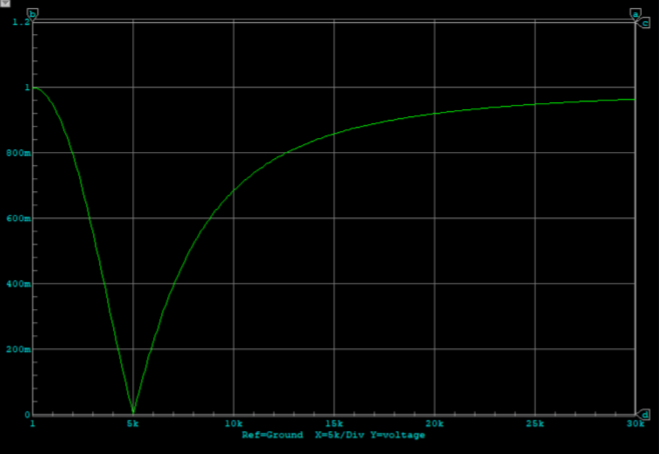 b a
1.2 c
1
800m
600m
400m
200m
0 d
1 5k 10k 15k 20k 25k 30k
Ref=Ground X=5k/Div Y=voltage